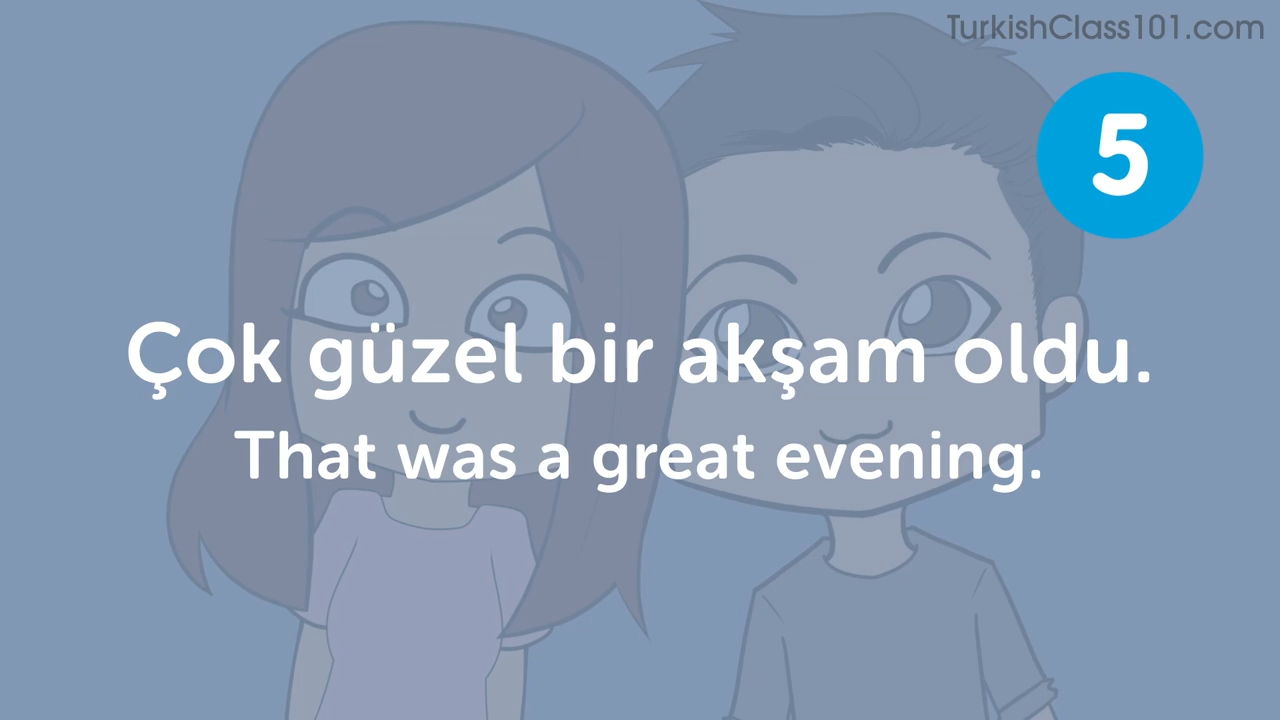 TurkishClass101.com
5
Çok güzel bir akşam oldu.
That was a great evening.